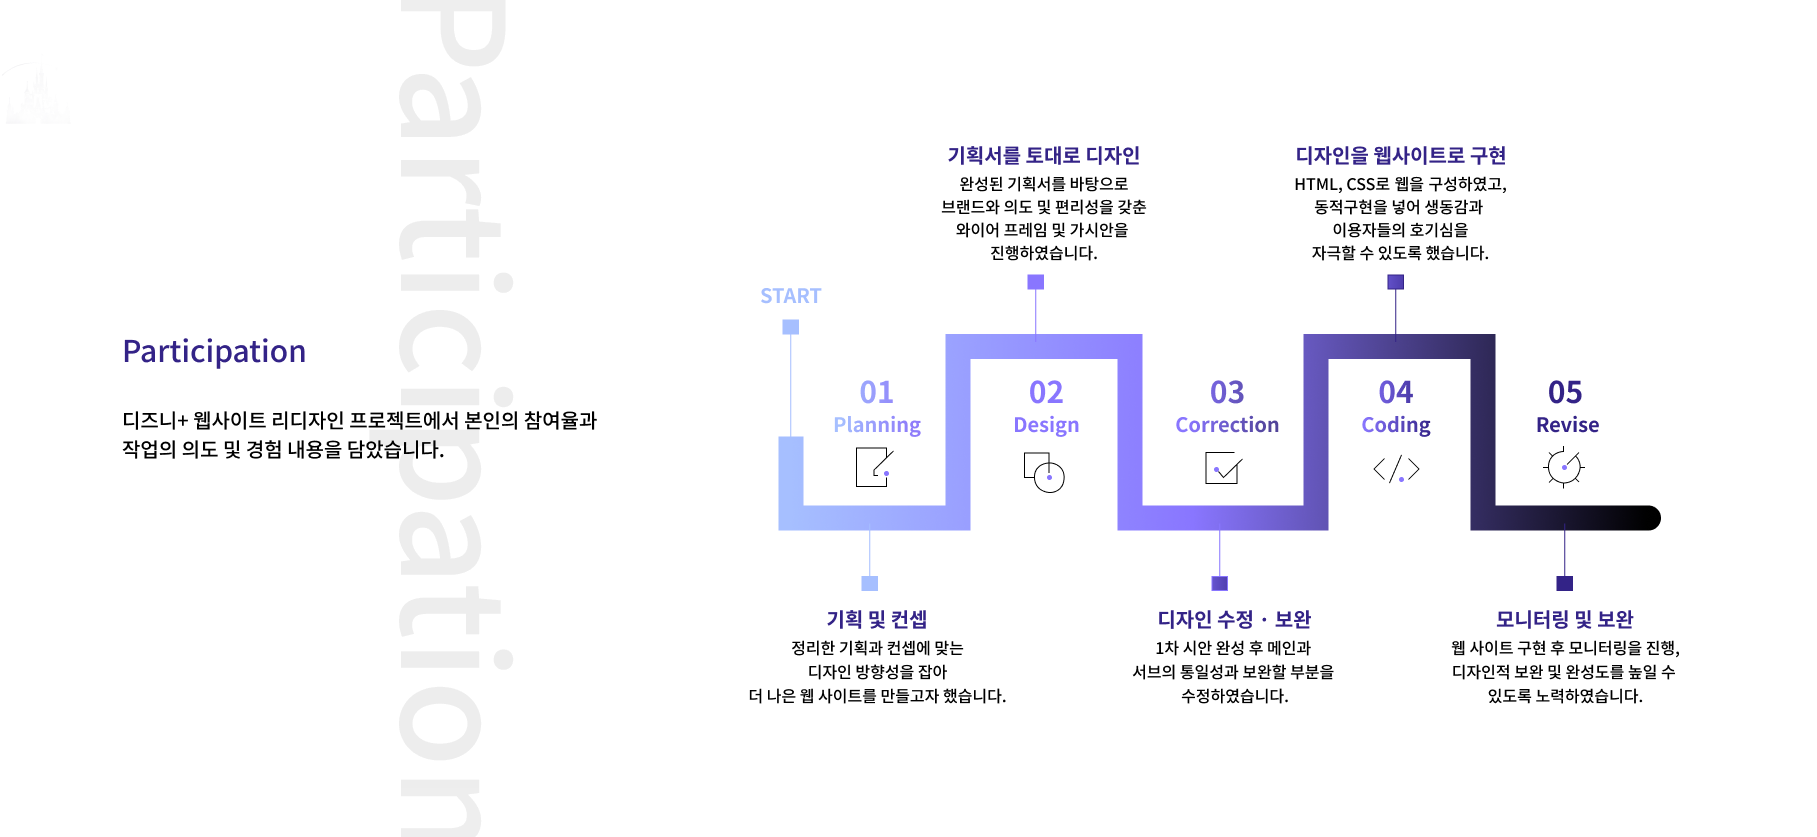 Participation
Participation
디즈니+ 웹사이트 리디자인 프로젝트에서 본인의 참여율과
작업의 의도 및 경험 내용을 담았습니다.
START
01
Planning
기획 및 컨셉
정리한 기획과 컨셉에 맞는
디자인 방향성을 잡아
더 나은 웹 사이트를 만들고자 했습니다.
기획서를 토대로 디자인
완성된 기획서를 바탕으로
브랜드와 의도 및 편리성을 갖춘
와이어 프레임 및 가시안을
진행하였습니다.
02
Design
03
Correction
디자인 수정 · 보완
1차 시안 완성 후 메인과
서브의 통일성과 보완할 부분을
수정하였습니다.
디자인을 웹사이트로 구현
HTML, CSS로 웹을 구성하였고,
동적구현을 넣어 생동감과
이용자들의 호기심을
자극할 수 있도록 했습니다.
04
Coding
05
Revise
모니터링 및 보완
웹 사이트 구현 후 모니터링을 진행,
디자인적 보완 및 완성도를 높일 수
있도록 노력하였습니다.